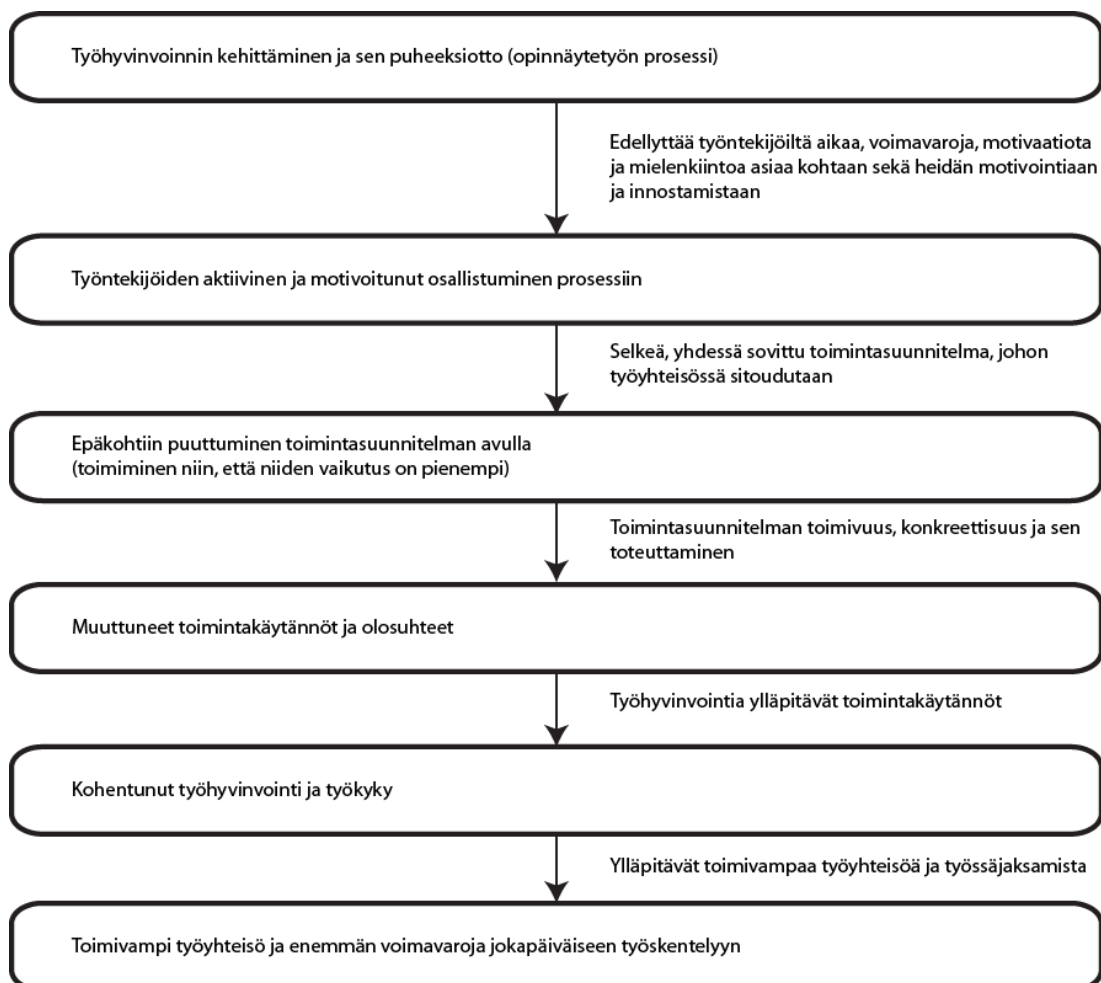 Työhyvinvoinnin kehittäminen ja sen puheeksiotto (opinnäytetyön prosessi)
Edellyttää työntekijöiltä aikaa, voimavaroja, motivaatiota
ja mielenkiintoa asiaa kohtaan sekä heidän motivointiaan
ja innostamistaan
Työntekijöiden aktiivinen ja motivoitunut osallistuminen prosessiin
Selkeä, yhdessä sovittu toimintasuunnitelma, johon
työyhteisössä sitoudutaan
Epäkohtiin puuttuminen toimintasuunnitelman avulla
(toimiminen niin, että niiden vaikutus on pienempi)
Toimintasuunnitelman toimivuus, konkreettisuus ja sen
toteuttaminen
Muuttuneet toimintakäytännöt ja olosuhteet
Työhyvinvointia ylläpitävät toimintakäytännöt
Kohentunut työhyvinvointi ja työkyky
Ylläpitävät toimivampaa työyhteisöä ja työssäjaksamista
Toimivampi työyhteisö ja enemmän voimavaroja jokapäiväiseen työskentelyyn